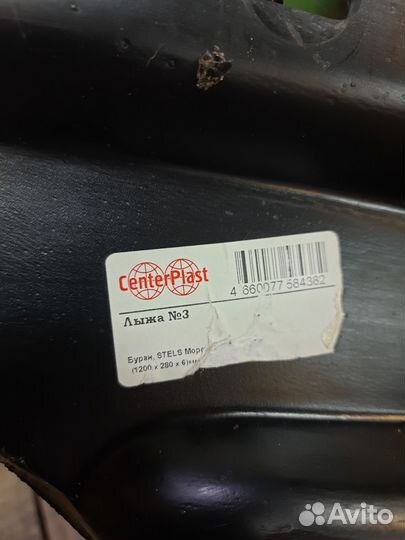 CenterPlast
4 660077 584382
Лыжа №3
Буран, STELS Мор
(1200 x 280 x 6)мм
Avito